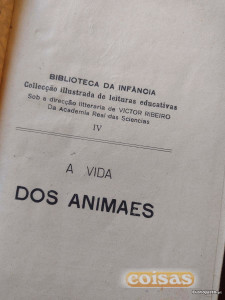 BIBLIOTECA DA INFÂNCIA
Collecção illustrada de leituras educativas
Sob a direcção litteraria de VICTOR RIBEIRO
Da Academia Real das Sciencias
IV
A VIDA
DOS ANIMAES
coisas